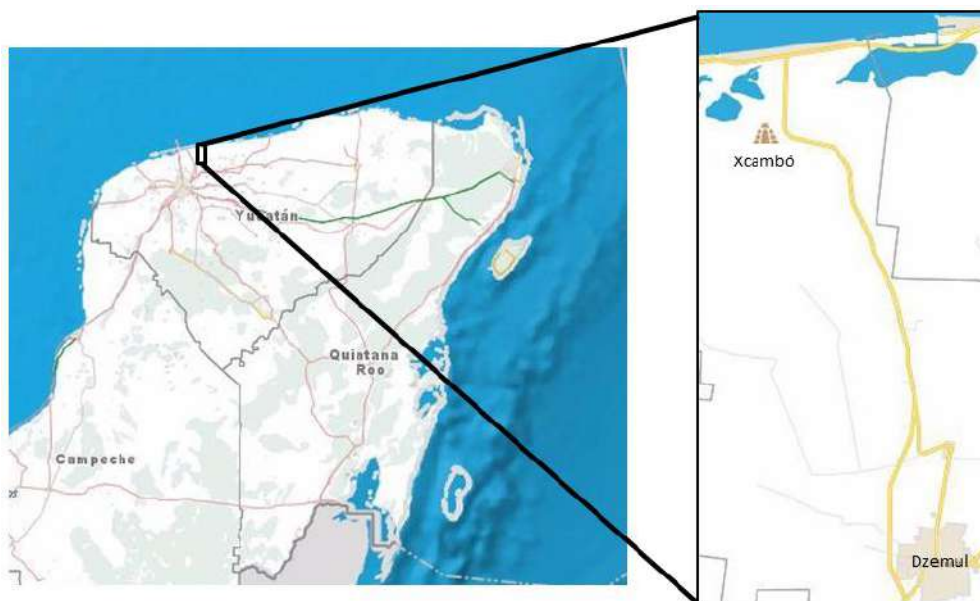 Yucatán
Quintana
Roo
Campeche
Xcambó
Dzemul